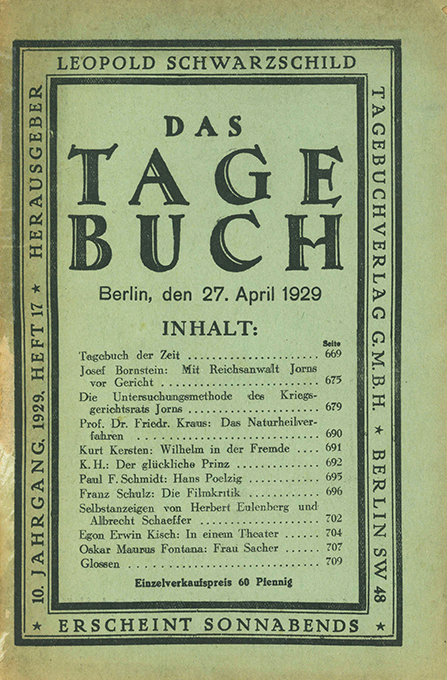 LEOPOLD SCHWARZSCHILD
HERAUSGEBER
10. JAHRGANG, 1929, HEFT 17 ★
TAGEBUCHVERLAG G.M.B.H. ★ BERLIN SW 48
DAS
TAGE
BUCH
Berlin, den 27. April 1929
INHALT:
Seite
Tagebuch der Zeit .................... 669
Josef Bornstein: Mit Reichsanwalt Jorns
vor Gericht ........................ 675
Die Untersuchungsmethode des Kriegs-
gerichtsrats Jorns .................... 679
Prof. Dr. Friedr. Kraus: Das Naturheilver-
fahren ............................ 690
Kurt Kersten: Wilhelm in der Fremde .... 691
K. H.: Der glückliche Prinz ............ 692
Paul F. Schmidt: Hans Poelzig .......... 695
Franz Schulz: Die Filmkritik ............ 696
Selbstanzeigen von Herbert Eulenberg und
Albrecht Schaeffer .................. 702
Egon Erwin Kisch: In einem Theater ...... 704
Oskar Maurus Fontana: Frau Sacher ...... 707
Glossen .............................. 709
Einzelverkaufspreis 60 Pfennig
★ ERSCHEINT SONNABENDS ★